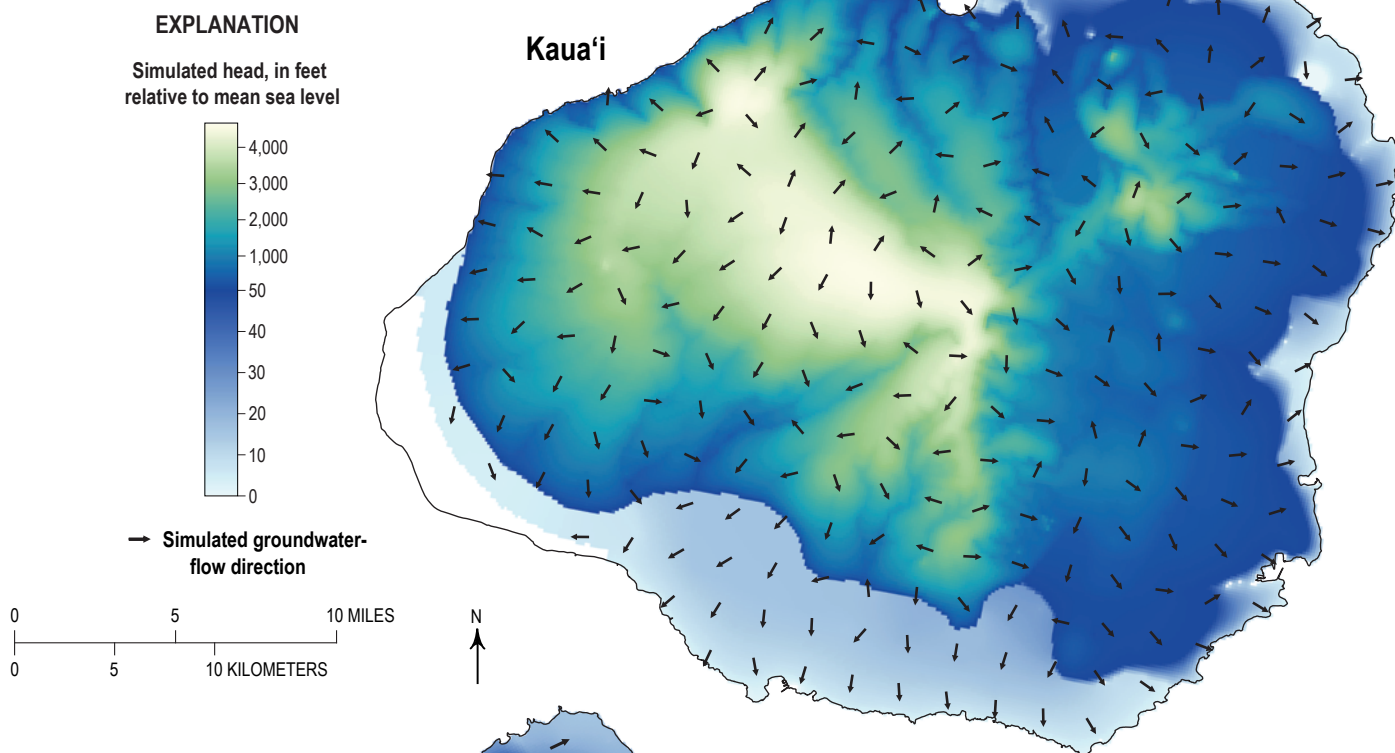 EXPLANATION
Simulated head, in feet
relative to mean sea level
4,000
3,000
2,000
1,000
50
40
30
20
10
0
Simulated groundwater-
flow direction
0 5 10 MILES
0 5 10 KILOMETERS
N
Kauaʻi